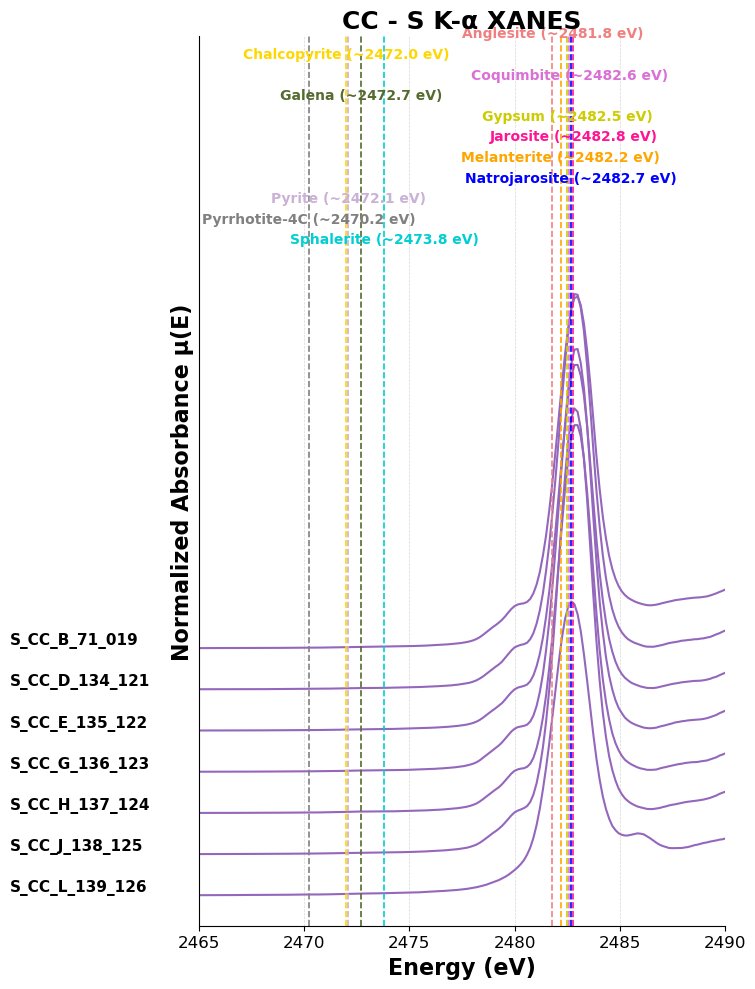 CC - S K-α XANES
Anglesite (~2481.8 eV)
Chalcopyrite (~2472.0 eV)
Coquimbite (~2482.6 eV)
Galena (~2472.7 eV)
Gypsum (~2482.5 eV)
Jarosite (~2482.8 eV)
Melanterite (~2482.2 eV)
Natrojarosite (~2482.7 eV)
Pyrite (~2472.1 eV)
Pyrrhotite-4C (~2470.2 eV)
Sphalerite (~2473.8 eV)
Normalized Absorbance μ(E)
S_CC_B_71_019
S_CC_D_134_121
S_CC_E_135_122
S_CC_G_136_123
S_CC_H_137_124
S_CC_J_138_125
S_CC_L_139_126
2465 2470 2475 2480 2485 2490
Energy (eV)